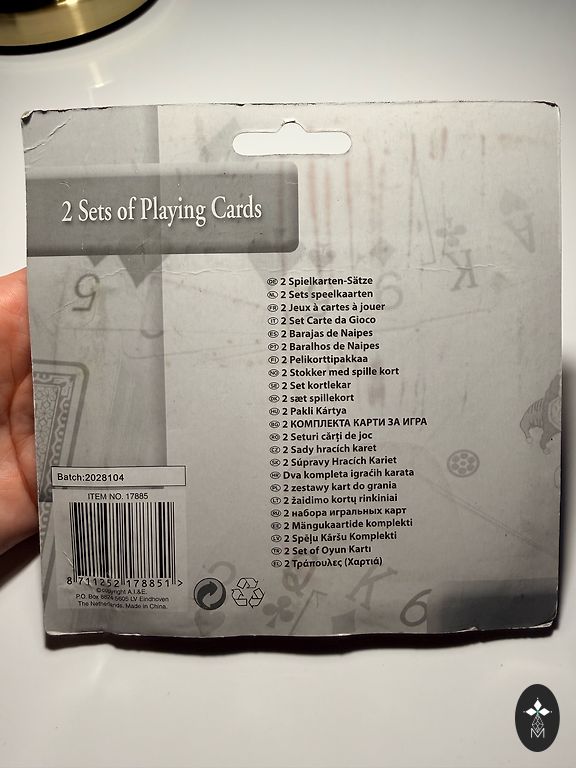 2 Sets of Playing Cards
DE 2 Spielkarten-Sätze
NL 2 Sets speelkaarten
FR 2 Jeux à cartes à jouer
IT 2 Set Carte da Gioco
ES 2 Barajas de Naipes
PT 2 Baralhos de Naipes
FI 2 Pelikorttipakkaa
NO 2 Stokker med spille kort
SE 2 Set kortlekar
DK 2 sæt spillekort
HU 2 Pakli Kártya
BG 2 КОМПЛЕКТА КАРТИ ЗА ИГРА
RO 2 Seturi cărți de joc
CZ 2 Sady hracích karet
SK 2 Súpravy Hracích Kariet
HR Dva kompleta igraćih karata
PL 2 zestawy kart do grania
LT 2 žaidimo kortų rinkiniai
RU 2 набора игральных карт
EE 2 Mängukaartide komplekti
LV 2 Spēļu Kāršu Komplekti
TR 2 Set of Oyun Kartı
EL 2 Τράπουλες (Χαρτιά)
Batch:2028104
ITEM NO. 17885
8 711252 178851 >
©copyright A.I.&E.
P.O. Box 8824 5605 LV Eindhoven
The Netherlands. Made in China.
5
K
A
9
K
6
M